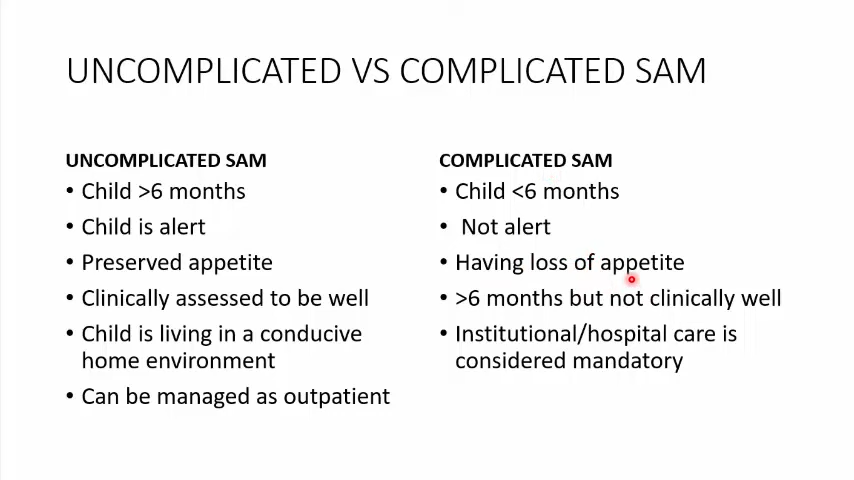 UNCOMPLICATED VS COMPLICATED SAM
UNCOMPLICATED SAM
• Child >6 months
• Child is alert
• Preserved appetite
• Clinically assessed to be well
• Child is living in a conducive
home environment
• Can be managed as outpatient
COMPLICATED SAM
• Child <6 months
• Not alert
• Having loss of appetite
• >6 months but not clinically well
• Institutional/hospital care is
considered mandatory